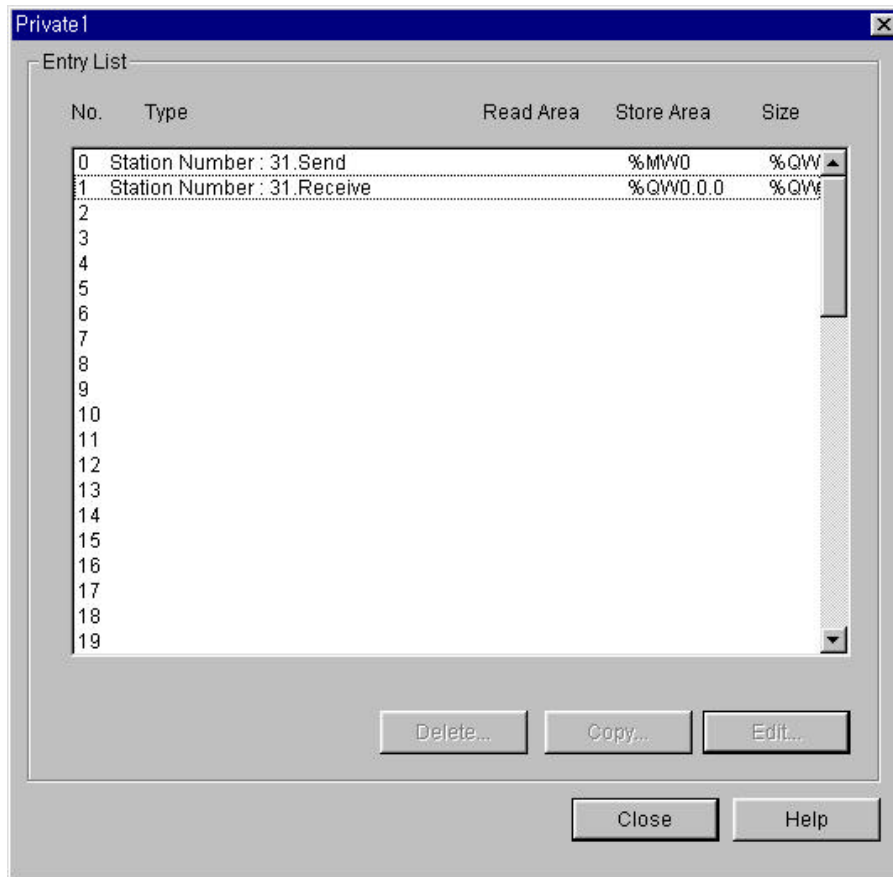 Private1
Entry List
No. Type Read Area Store Area Size
0 Station Number : 31.Send %MW0 %QW
1 Station Number : 31.Receive %QW0.0.0 %QW
2
3
4
5
6
7
8
9
10
11
12
13
14
15
16
17
18
19
Delete... Copy... Edit...
Close Help